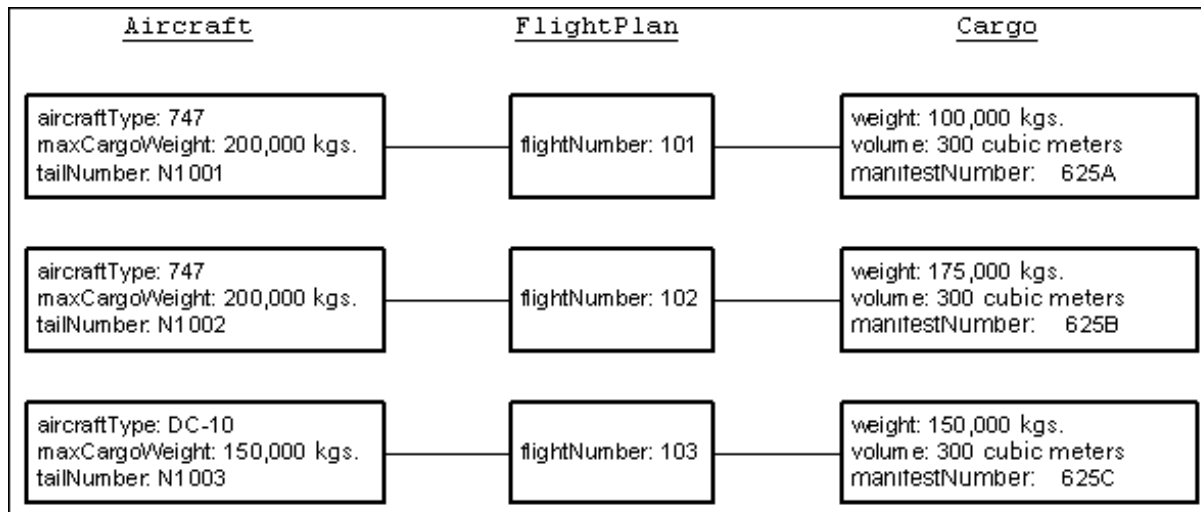 Aircraft FlightPlan Cargo
aircraftType: 747
maxCargoWeight: 200,000 kgs.
tailNumber: N1001
flightNumber: 101
weight: 100,000 kgs.
volume: 300 cubic meters
manifestNumber: 625A
aircraftType: 747
maxCargoWeight: 200,000 kgs.
tailNumber: N1002
flightNumber: 102
weight: 175,000 kgs.
volume: 300 cubic meters
manifestNumber: 625B
aircraftType: DC-10
maxCargoWeight: 150,000 kgs.
tailNumber: N1003
flightNumber: 103
weight: 150,000 kgs.
volume: 300 cubic meters
manifestNumber: 625C